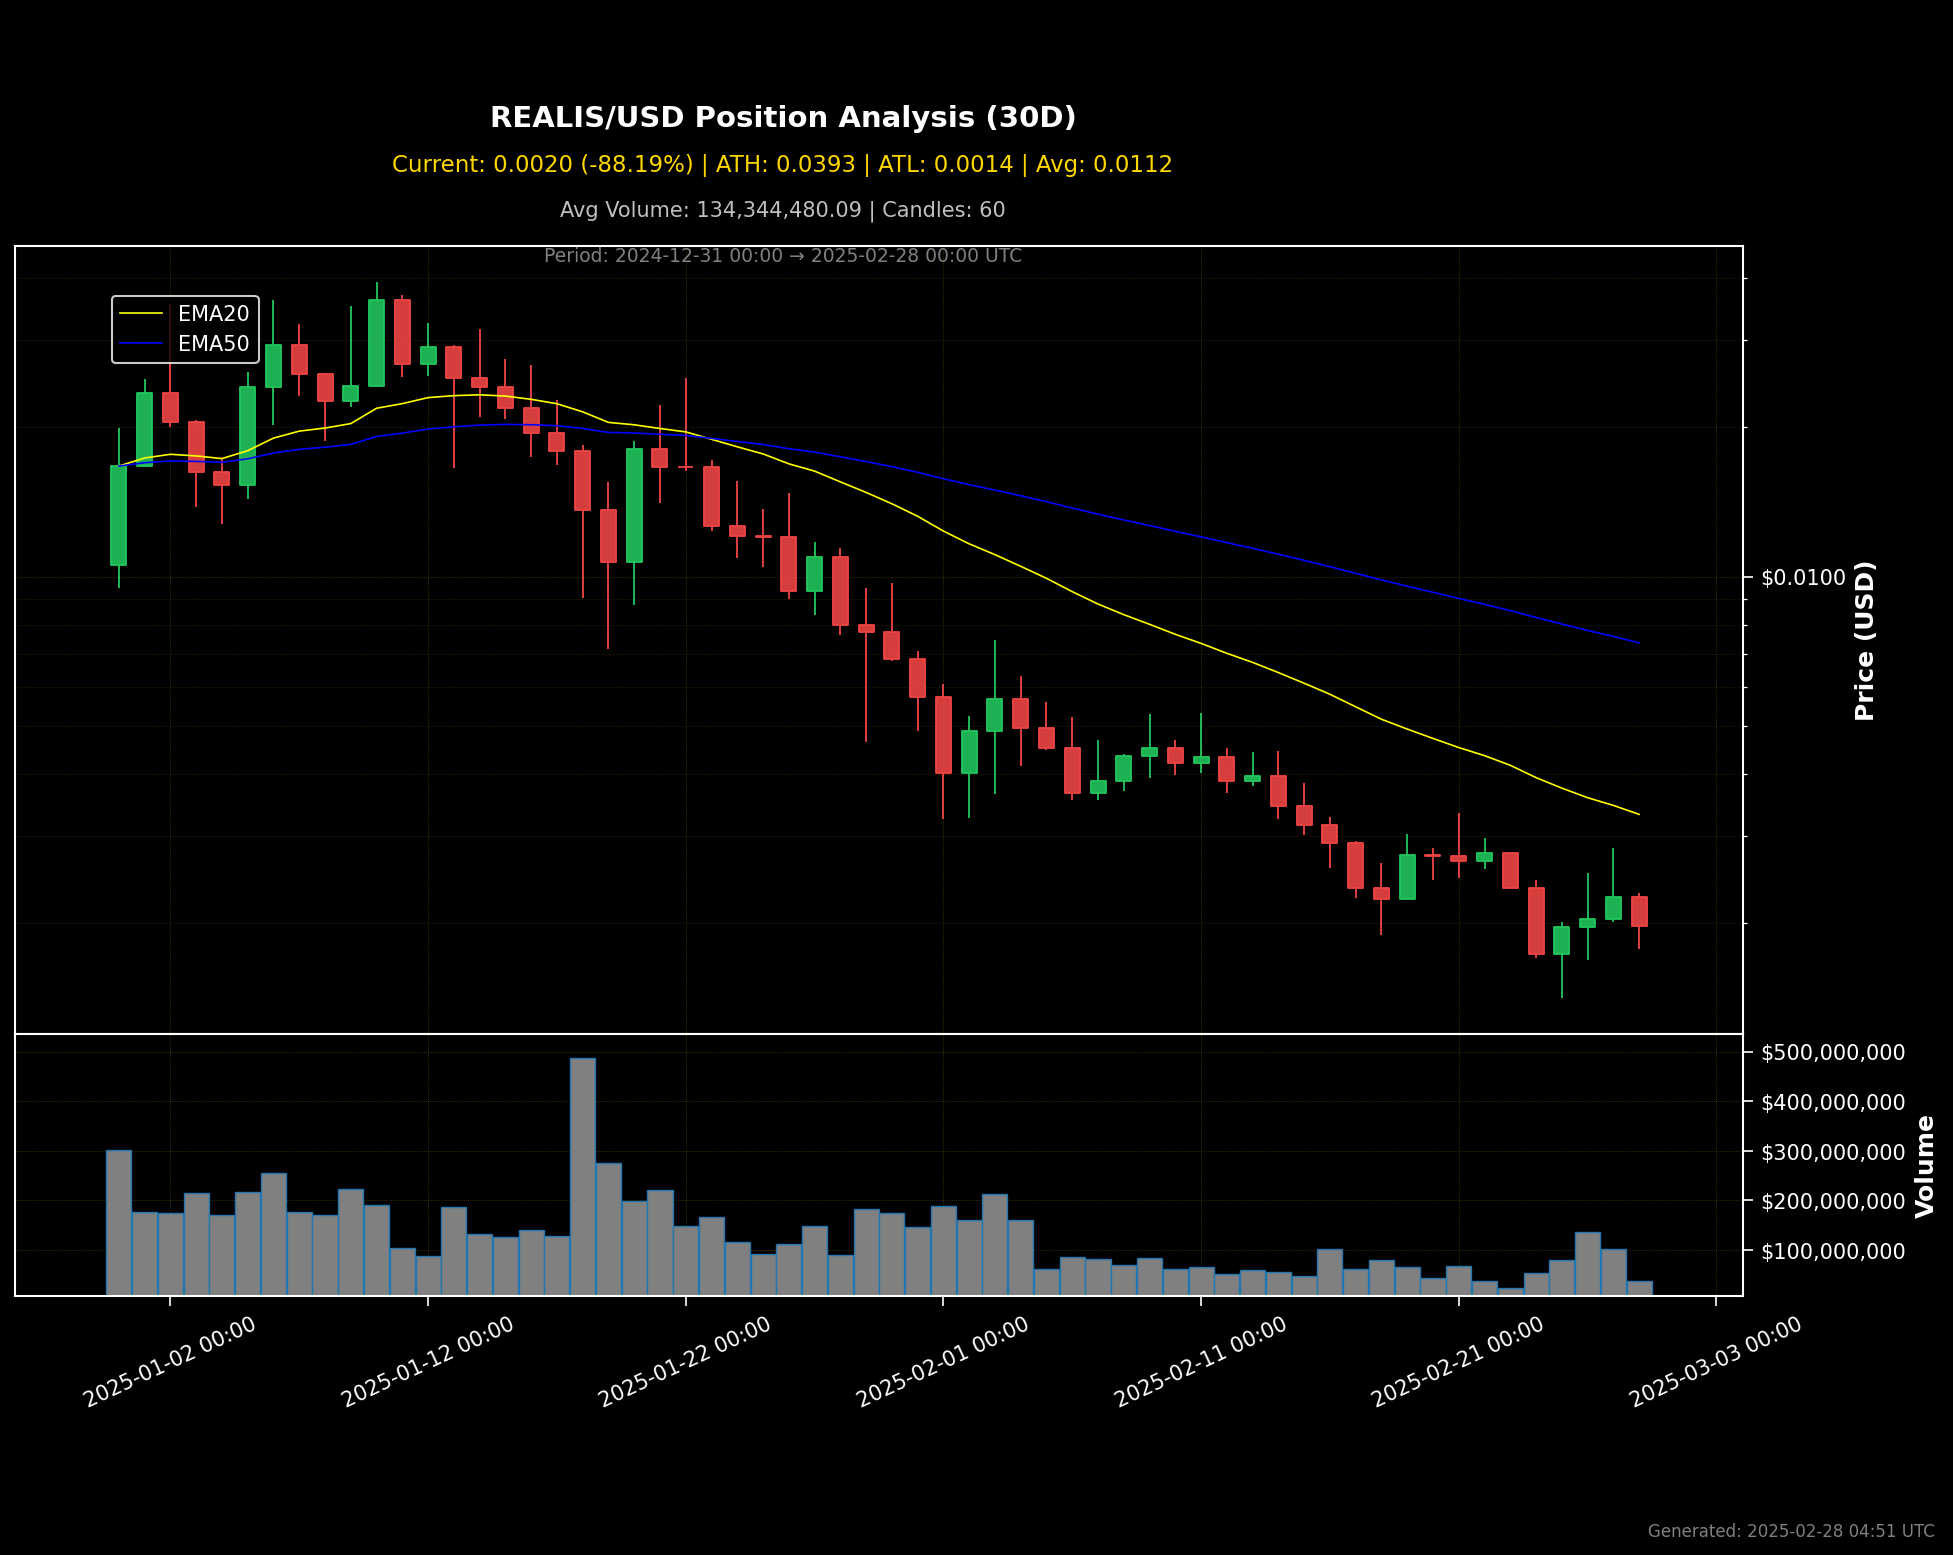 REALIS/USD Position Analysis (30D)
Current: 0.0020 (-88.19%) | ATH: 0.0393 | ATL: 0.0014 | Avg: 0.0112
Avg Volume: 134,344,480.09 | Candles: 60
Period: 2024-12-31 00:00 → 2025-02-28 00:00 UTC
EMA20
EMA50
$0.0100
Price (USD)
$500,000,000
$400,000,000
$300,000,000
$200,000,000
$100,000,000
Volume
2025-01-02 00:00
2025-01-12 00:00
2025-01-22 00:00
2025-02-01 00:00
2025-02-11 00:00
2025-02-21 00:00
2025-03-03 00:00
Generated: 2025-02-28 04:51 UTC